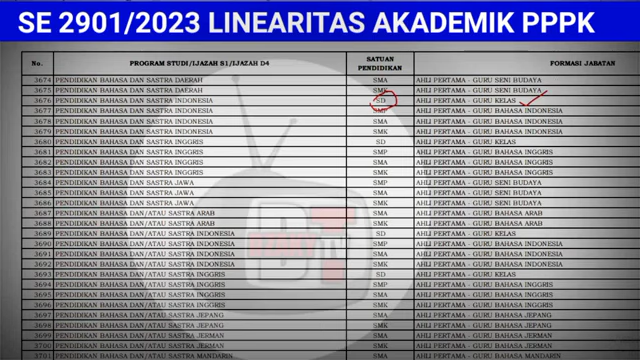 SE 2901/2023 LINEARITAS AKADEMIK PPPK
No. PROGRAM STUDI/IJAZAH S1/IJAZAH D4 SATUAN PENDIDIKAN FORMASI JABATAN
3674 PENDIDIKAN BAHASA DAN SASTRA DAERAH SMA AHLI PERTAMA - GURU SENI BUDAYA
3675 PENDIDIKAN BAHASA DAN SASTRA DAERAH SMK AHLI PERTAMA - GURU SENI BUDAYA
3676 PENDIDIKAN BAHASA DAN SASTRA INDONESIA SD AHLI PERTAMA - GURU KELAS
3677 PENDIDIKAN BAHASA DAN SASTRA INDONESIA SMP AHLI PERTAMA - GURU BAHASA INDONESIA
3678 PENDIDIKAN BAHASA DAN SASTRA INDONESIA SMA AHLI PERTAMA - GURU BAHASA INDONESIA
3679 PENDIDIKAN BAHASA DAN SASTRA INDONESIA SMK AHLI PERTAMA - GURU BAHASA INDONESIA
3680 PENDIDIKAN BAHASA DAN SASTRA INGGRIS SD AHLI PERTAMA - GURU KELAS
3681 PENDIDIKAN BAHASA DAN SASTRA INGGRIS SMP AHLI PERTAMA - GURU BAHASA INGGRIS
3682 PENDIDIKAN BAHASA DAN SASTRA INGGRIS SMA AHLI PERTAMA - GURU BAHASA INGGRIS
3683 PENDIDIKAN BAHASA DAN SASTRA INGGRIS SMK AHLI PERTAMA - GURU BAHASA INGGRIS
3684 PENDIDIKAN BAHASA DAN SASTRA JAWA SMP AHLI PERTAMA - GURU SENI BUDAYA
3685 PENDIDIKAN BAHASA DAN SASTRA JAWA SMA AHLI PERTAMA - GURU SENI BUDAYA
3686 PENDIDIKAN BAHASA DAN SASTRA JAWA SMK AHLI PERTAMA - GURU SENI BUDAYA
3687 PENDIDIKAN BAHASA DAN/ATAU SASTRA ARAB SMA AHLI PERTAMA - GURU BAHASA ARAB
3688 PENDIDIKAN BAHASA DAN/ATAU SASTRA ARAB SMK AHLI PERTAMA - GURU BAHASA ARAB
3689 PENDIDIKAN BAHASA DAN/ATAU SASTRA INDONESIA SD AHLI PERTAMA - GURU KELAS
3690 PENDIDIKAN BAHASA DAN/ATAU SASTRA INDONESIA SMP AHLI PERTAMA - GURU BAHASA INDONESIA
3691 PENDIDIKAN BAHASA DAN/ATAU SASTRA INDONESIA SMA AHLI PERTAMA - GURU BAHASA INDONESIA
3692 PENDIDIKAN BAHASA DAN/ATAU SASTRA INDONESIA SMK AHLI PERTAMA - GURU BAHASA INDONESIA
3693 PENDIDIKAN BAHASA DAN/ATAU SASTRA INGGRIS SD AHLI PERTAMA - GURU KELAS
3694 PENDIDIKAN BAHASA DAN/ATAU SASTRA INGGRIS SMP AHLI PERTAMA - GURU BAHASA INGGRIS
3695 PENDIDIKAN BAHASA DAN/ATAU SASTRA INGGRIS SMA AHLI PERTAMA - GURU BAHASA INGGRIS
3696 PENDIDIKAN BAHASA DAN/ATAU SASTRA INGGRIS SMK AHLI PERTAMA - GURU BAHASA INGGRIS
3697 PENDIDIKAN BAHASA DAN/ATAU SASTRA JEPANG SMA AHLI PERTAMA - GURU BAHASA JEPANG
3698 PENDIDIKAN BAHASA DAN/ATAU SASTRA JEPANG SMK AHLI PERTAMA - GURU BAHASA JEPANG
3699 PENDIDIKAN BAHASA DAN/ATAU SASTRA JERMAN SMA AHLI PERTAMA - GURU BAHASA JERMAN
3700 PENDIDIKAN BAHASA DAN/ATAU SASTRA JERMAN SMK AHLI PERTAMA - GURU BAHASA JERMAN
3701 PENDIDIKAN BAHASA DAN/ATAU SASTRA MANDARIN SMA AHLI PERTAMA - GURU BAHASA MANDARIN